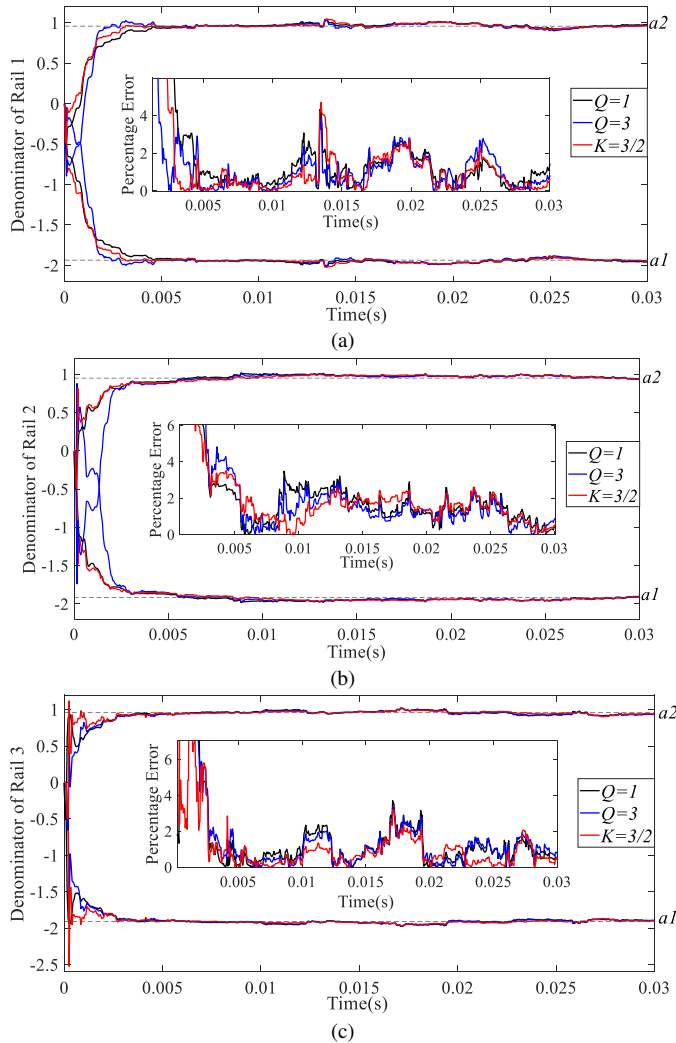 Denominator of Rail 1
1
0.5
0
-0.5
-1
-1.5
-2
Percentage Error
4
2
0
0.005 0.01 0.015 0.02 0.025 0.03
Time(s)
Q=1
Q=3
K=3/2
a2
a1
0 0.005 0.01 0.015 0.02 0.025 0.03
Time(s)
(a)
Denominator of Rail 2
1
0.5
0
-0.5
-1
-1.5
-2
Percentage Error
6
4
2
0
0.005 0.01 0.015 0.02 0.025 0.03
Time(s)
Q=1
Q=3
K=3/2
a2
a1
0 0.005 0.01 0.015 0.02 0.025 0.03
Time(s)
(b)
Denominator of Rail 3
1
0.5
0
-0.5
-1
-1.5
-2
-2.5
Percentage Error
6
4
2
0
0.005 0.01 0.015 0.02 0.025 0.03
Time(s)
Q=1
Q=3
K=3/2
a2
a1
0 0.005 0.01 0.015 0.02 0.025 0.03
Time(s)
(c)